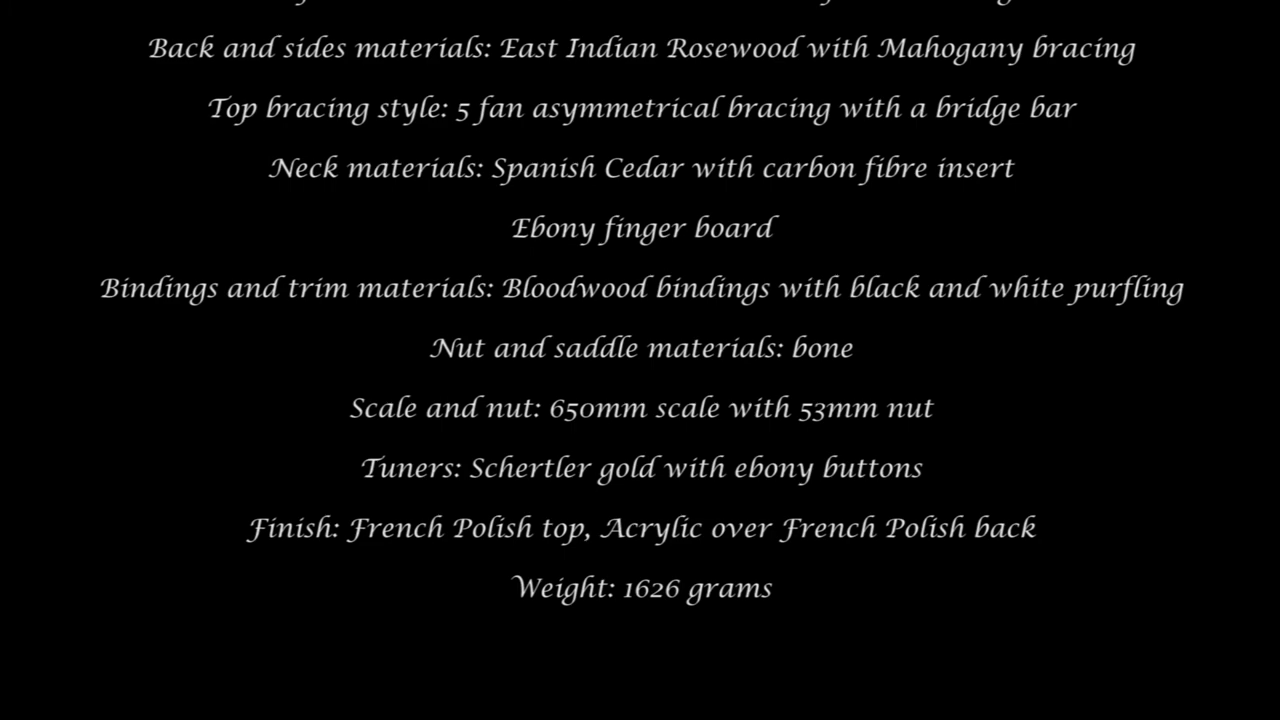 Back and sides materials: East Indian Rosewood with Mahogany bracing
Top bracing style: 5 fan asymmetrical bracing with a bridge bar
Neck materials: Spanish Cedar with carbon fibre insert
Ebony finger board
Bindings and trim materials: Bloodwood bindings with black and white purfling
Nut and saddle materials: bone
Scale and nut: 650mm scale with 53mm nut
Tuners: Schertler gold with ebony buttons
Finish: French Polish top, Acrylic over French Polish back
Weight: 1626 grams